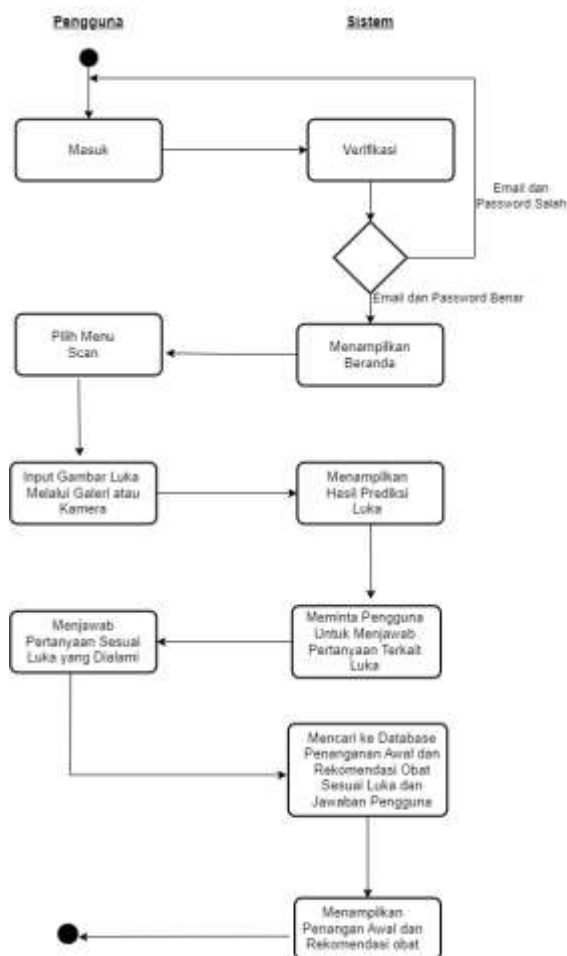 Pengguna
Sistem
Masuk
Verifikasi
Email dan
Password Salah
Email dan Password Benar
Pilih Menu
Scan
Menampilkan
Beranda
Input Gambar Luka
Melalui Galeri atau
Kamera
Menampilkan
Hasil Prediksi
Luka
Menjawab
Pertanyaan Sesuai
Luka yang Dialami
Meminta Pengguna
Untuk Menjawab
Pertanyaan Terkait
Luka
Mencari ke Database
Penanganan Awal dan
Rekomendasi Obat
Sesuai Luka dan
Jawaban Pengguna
Menampilkan
Penangan Awal dan
Rekomendasi obat